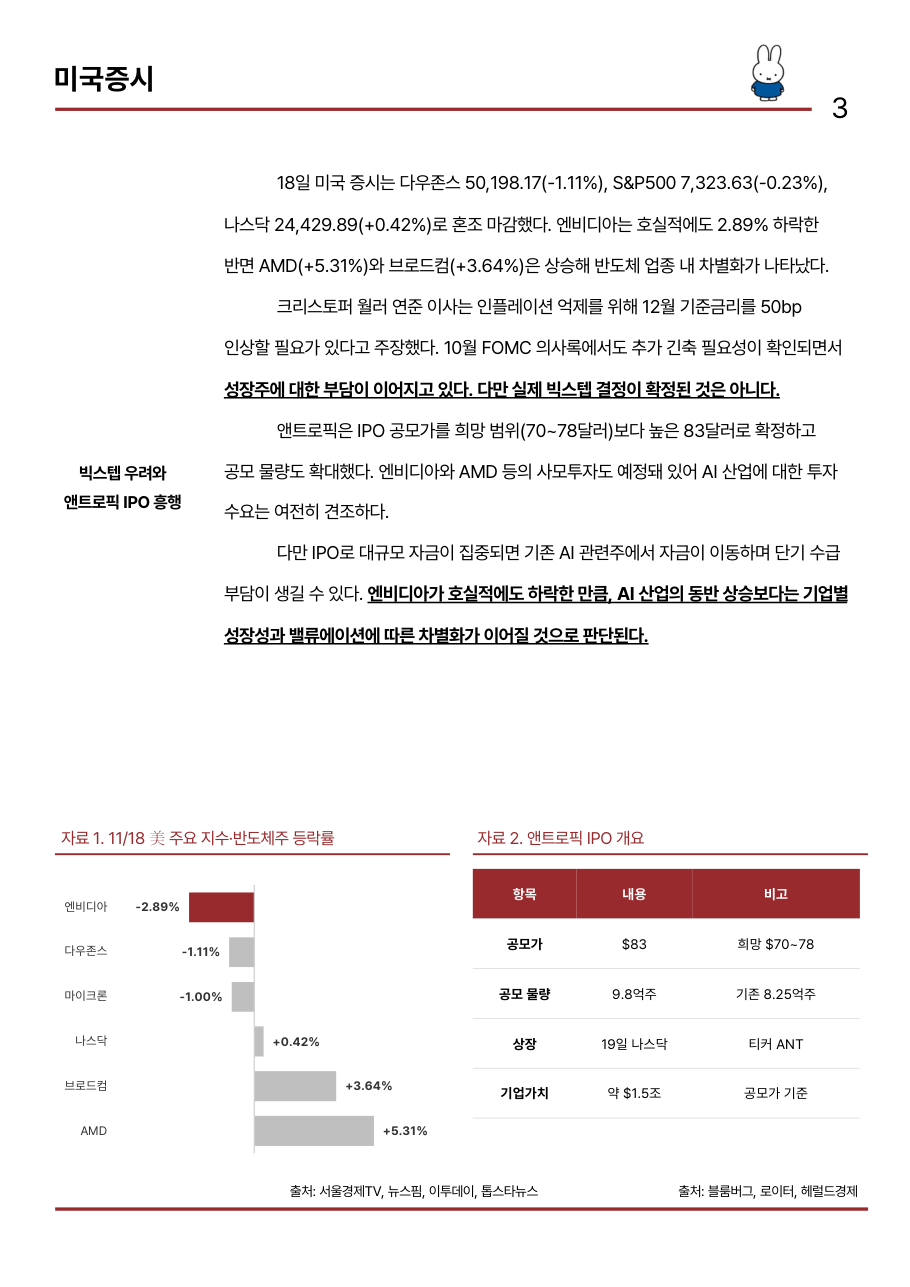 미국증시
3
18일 미국 증시는 다우존스 50,198.17(-1.11%), S&P500 7,323.63(-0.23%),
나스닥 24,429.89(+0.42%)로 혼조 마감했다. 엔비디아는 호실적에도 2.89% 하락한
반면 AMD(+5.31%)와 브로드컴(+3.64%)은 상승해 반도체 업종 내 차별화가 나타났다.
크리스토퍼 월러 연준 이사는 인플레이션 억제를 위해 12월 기준금리를 50bp
인상할 필요가 있다고 주장했다. 10월 FOMC 의사록에서도 추가 긴축 필요성이 확인되면서
성장주에 대한 부담이 이어지고 있다. 다만 실제 빅스텝 결정이 확정된 것은 아니다.
빅스텝 우려와
앤트로픽 IPO 흥행
앤트로픽은 IPO 공모가를 희망 범위(70~78달러)보다 높은 83달러로 확정하고
공모 물량도 확대했다. 엔비디아와 AMD 등의 사모투자도 예정돼 있어 AI 산업에 대한 투자
수요는 여전히 견조하다.
다만 IPO로 대규모 자금이 집중되면 기존 AI 관련주에서 자금이 이동하며 단기 수급
부담이 생길 수 있다. 엔비디아가 호실적에도 하락한 만큼, AI 산업의 동반 상승보다는 기업별
성장성과 밸류에이션에 따른 차별화가 이어질 것으로 판단된다.
자료 1. 11/18 美 주요 지수·반도체주 등락률
엔비디아 -2.89%
다우존스 -1.11%
마이크론 -1.00%
나스닥 +0.42%
브로드컴 +3.64%
AMD +5.31%
출처: 서울경제TV, 뉴스핌, 이투데이, 톱스타뉴스
자료 2. 앤트로픽 IPO 개요
항목 내용 비고
공모가 $83 희망 $70~78
공모 물량 9.8억주 기존 8.25억주
상장 19일 나스닥 티커 ANT
기업가치 약 $1.5조 공모가 기준
출처: 블룸버그, 로이터, 헤럴드경제